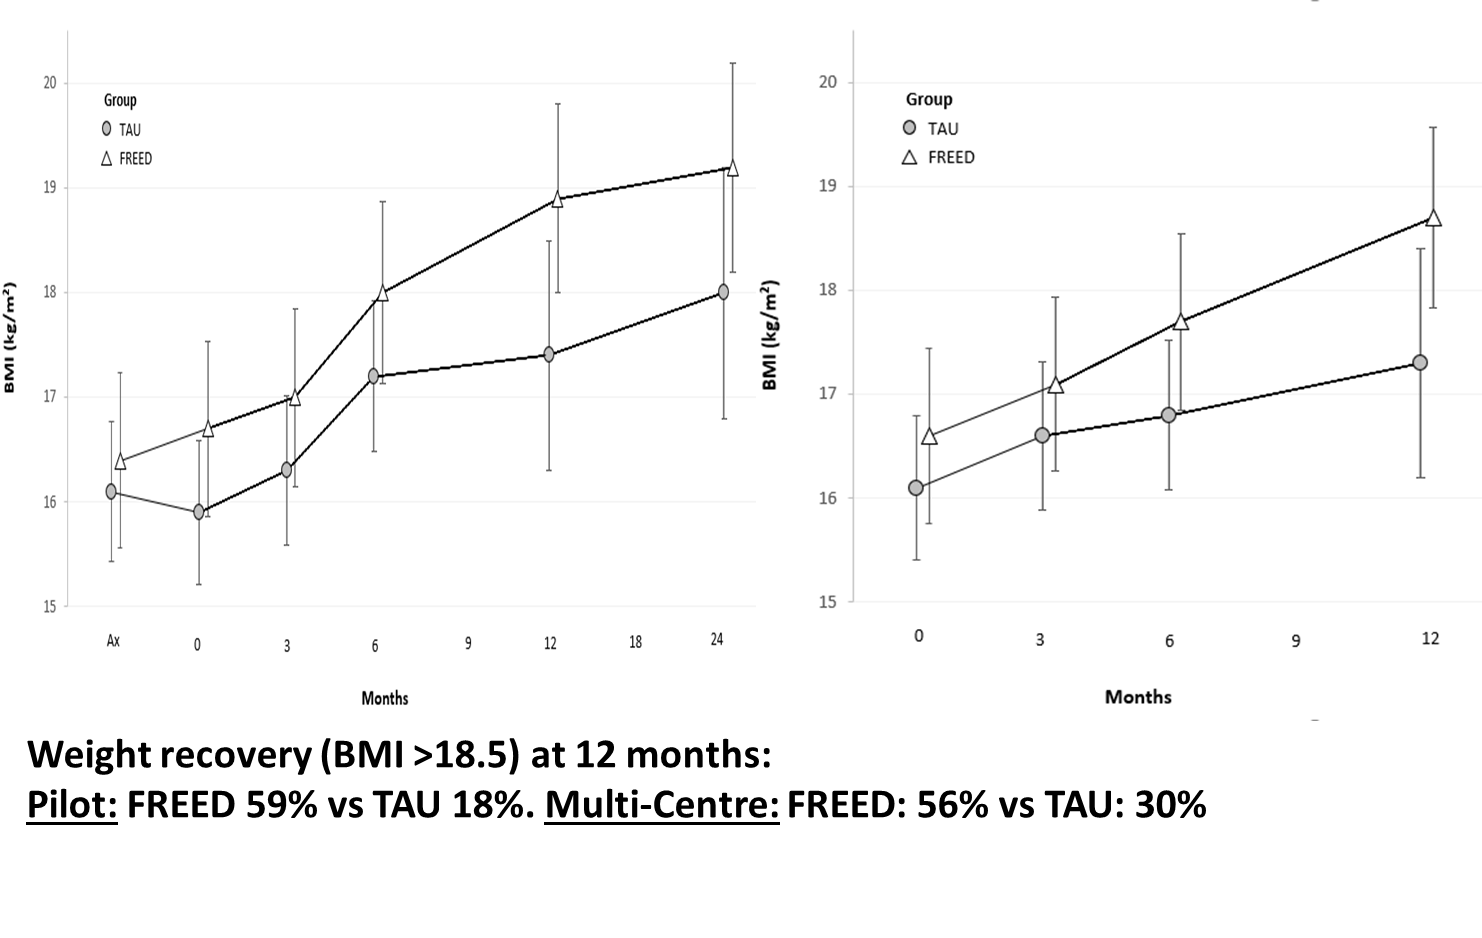 20
19
18
17
16
15
BMI (kg/m²)
Group
TAU
FREED
Ax 0 3 6 9 12 18 24
Months
20
19
18
17
16
15
BMI (kg/m²)
Group
TAU
FREED
0 3 6 9 12
Months
Weight recovery (BMI >18.5) at 12 months:
Pilot: FREED 59% vs TAU 18%. Multi-Centre: FREED: 56% vs TAU: 30%